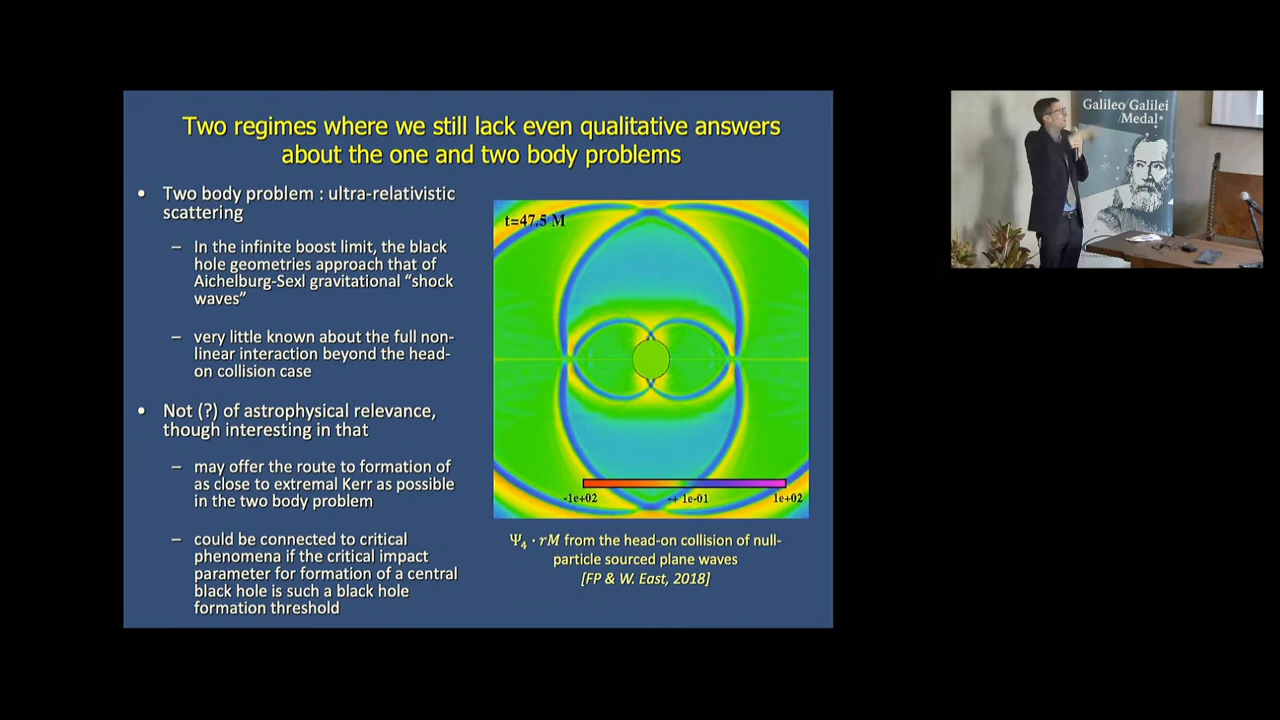 Two regimes where we still lack even qualitative answers
about the one and two body problems
• Two body problem : ultra-relativistic
scattering
– In the infinite boost limit, the black
hole geometries approach that of
Aichelburg-Sexl gravitational “shock
waves”
– very little known about the full non-
linear interaction beyond the head-
on collision case
• Not (?) of astrophysical relevance,
though interesting in that
– may offer the route to formation of
as close to extremal Kerr as possible
in the two body problem
– could be connected to critical
phenomena if the critical impact
parameter for formation of a central
black hole is such a black hole
formation threshold
t=47.5 M
-1e+02 -+ 1e-01 1e+02
Ψ₄ · rM from the head-on collision of null-
particle sourced plane waves
[FP & W. East, 2018]
Galileo Galilei
Medal